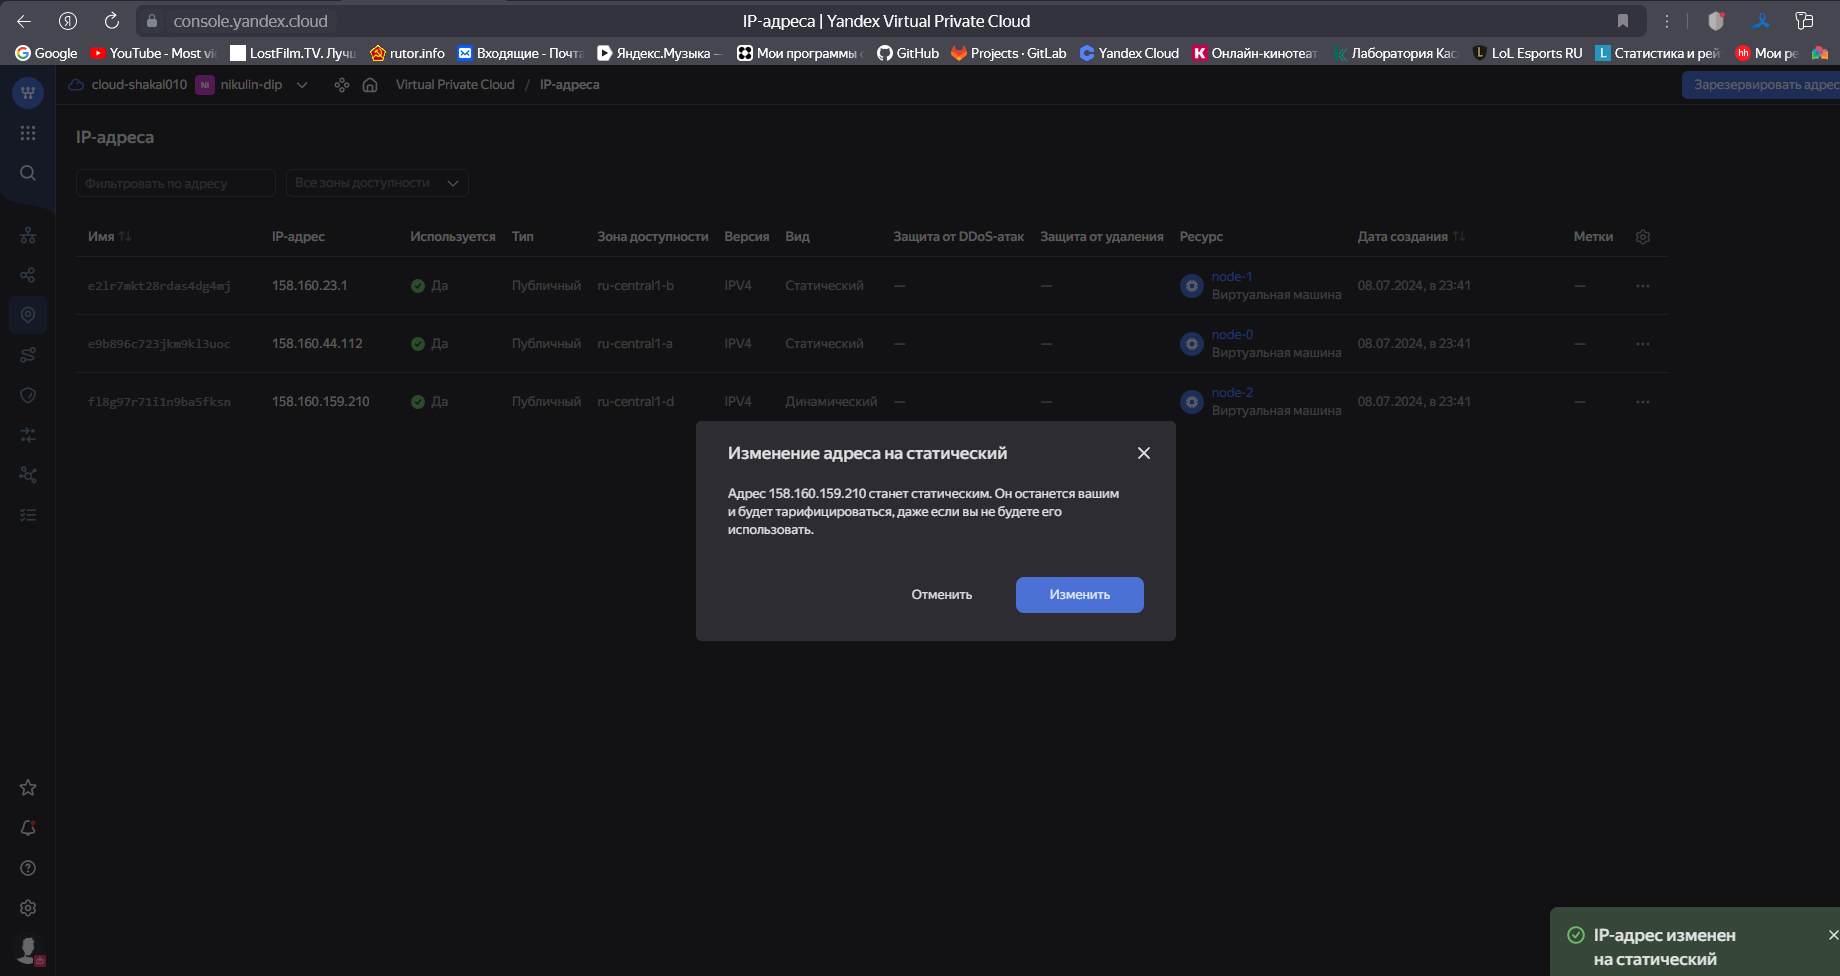 console.yandex.cloud IP-адреса | Yandex Virtual Private Cloud
Google YouTube - Most vi LostFilm.TV. Лучш rutor.info Входящие - Почта Яндекс.Музыка — Мои программы GitHub Projects · GitLab Yandex Cloud Онлайн-кинотеат Лаборатория Кас LoL Esports RU Статистика и рей hh Мои ре
cloud-shakal010 NI nikulin-dip Virtual Private Cloud / IP-адреса Зарезервировать адрес
IP-адреса
Фильтровать по адресу Все зоны доступности
Имя IP-адрес Используется Тип Зона доступности Версия Вид Защита от DDoS-атак Защита от удаления Ресурс Дата создания Метки
e2lr7mkt28rdas4dg4mj 158.160.23.1 Да Публичный ru-central1-b IPV4 Статический — — node-1 Виртуальная машина 08.07.2024, в 23:41 —
e9b896c723jkm9kl3uoc 158.160.44.112 Да Публичный ru-central1-a IPV4 Статический — — node-0 Виртуальная машина 08.07.2024, в 23:41 —
fl8g97r71i1n9ba5fksn 158.160.159.210 Да Публичный ru-central1-d IPV4 Динамический — — node-2 Виртуальная машина 08.07.2024, в 23:41 —
Изменение адреса на статический
Адрес 158.160.159.210 станет статическим. Он останется вашим
и будет тарифицироваться, даже если вы не будете его
использовать.
Отменить Изменить
IP-адрес изменен
на статический